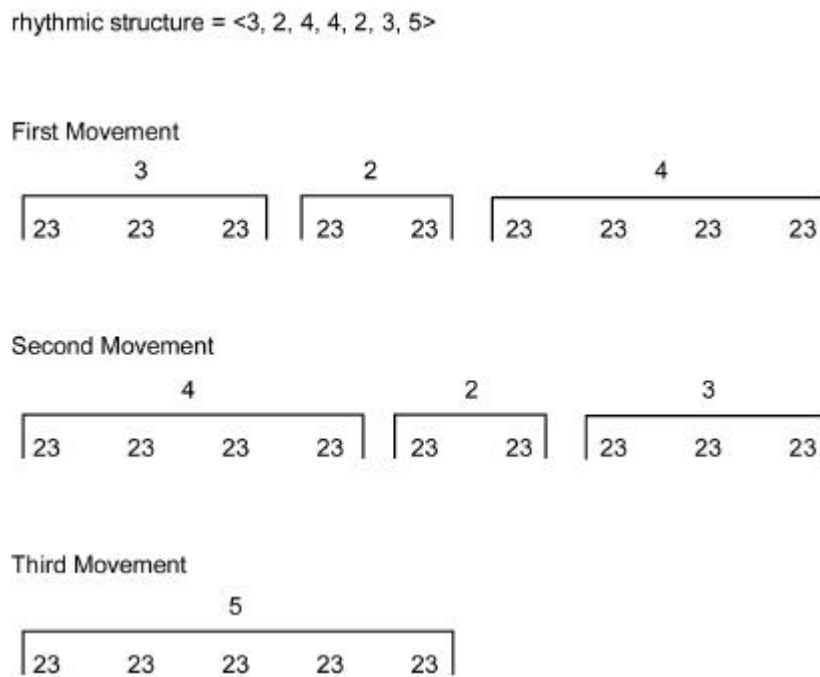 rhythmic structure = <3, 2, 4, 4, 2, 3, 5>
First Movement
3 2 4
23 23 23 23 23 23 23 23 23
Second Movement
4 2 3
23 23 23 23 23 23 23 23 23
Third Movement
5
23 23 23 23 23